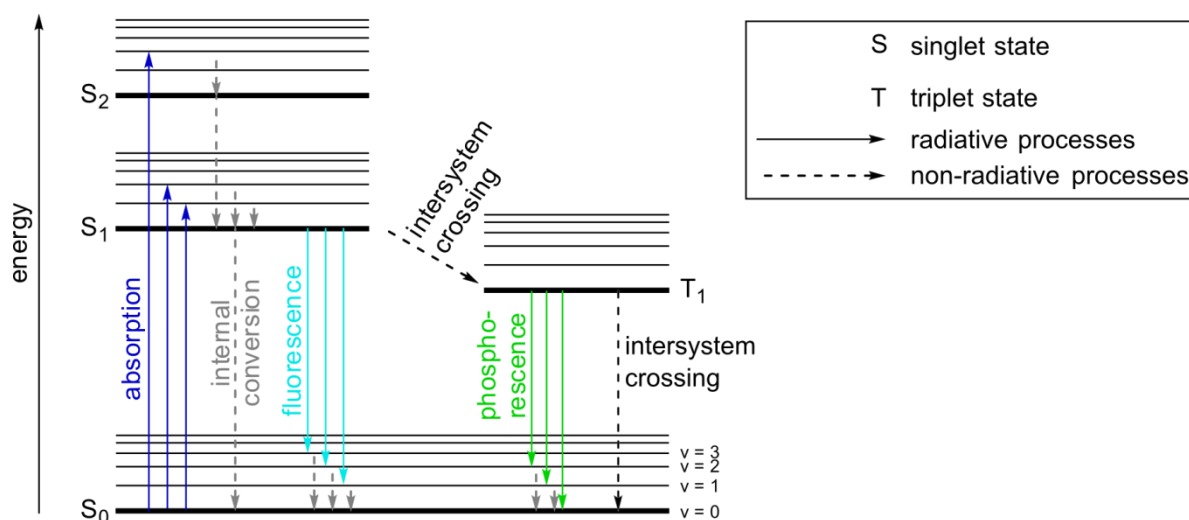 energy
S2
S1
S0
absorption
internal
conversion
fluorescence
intersystem
crossing
T1
phospho-
rescence
intersystem
crossing
v = 3
v = 2
v = 1
v = 0
S singlet state
T triplet state
radiative processes
non-radiative processes